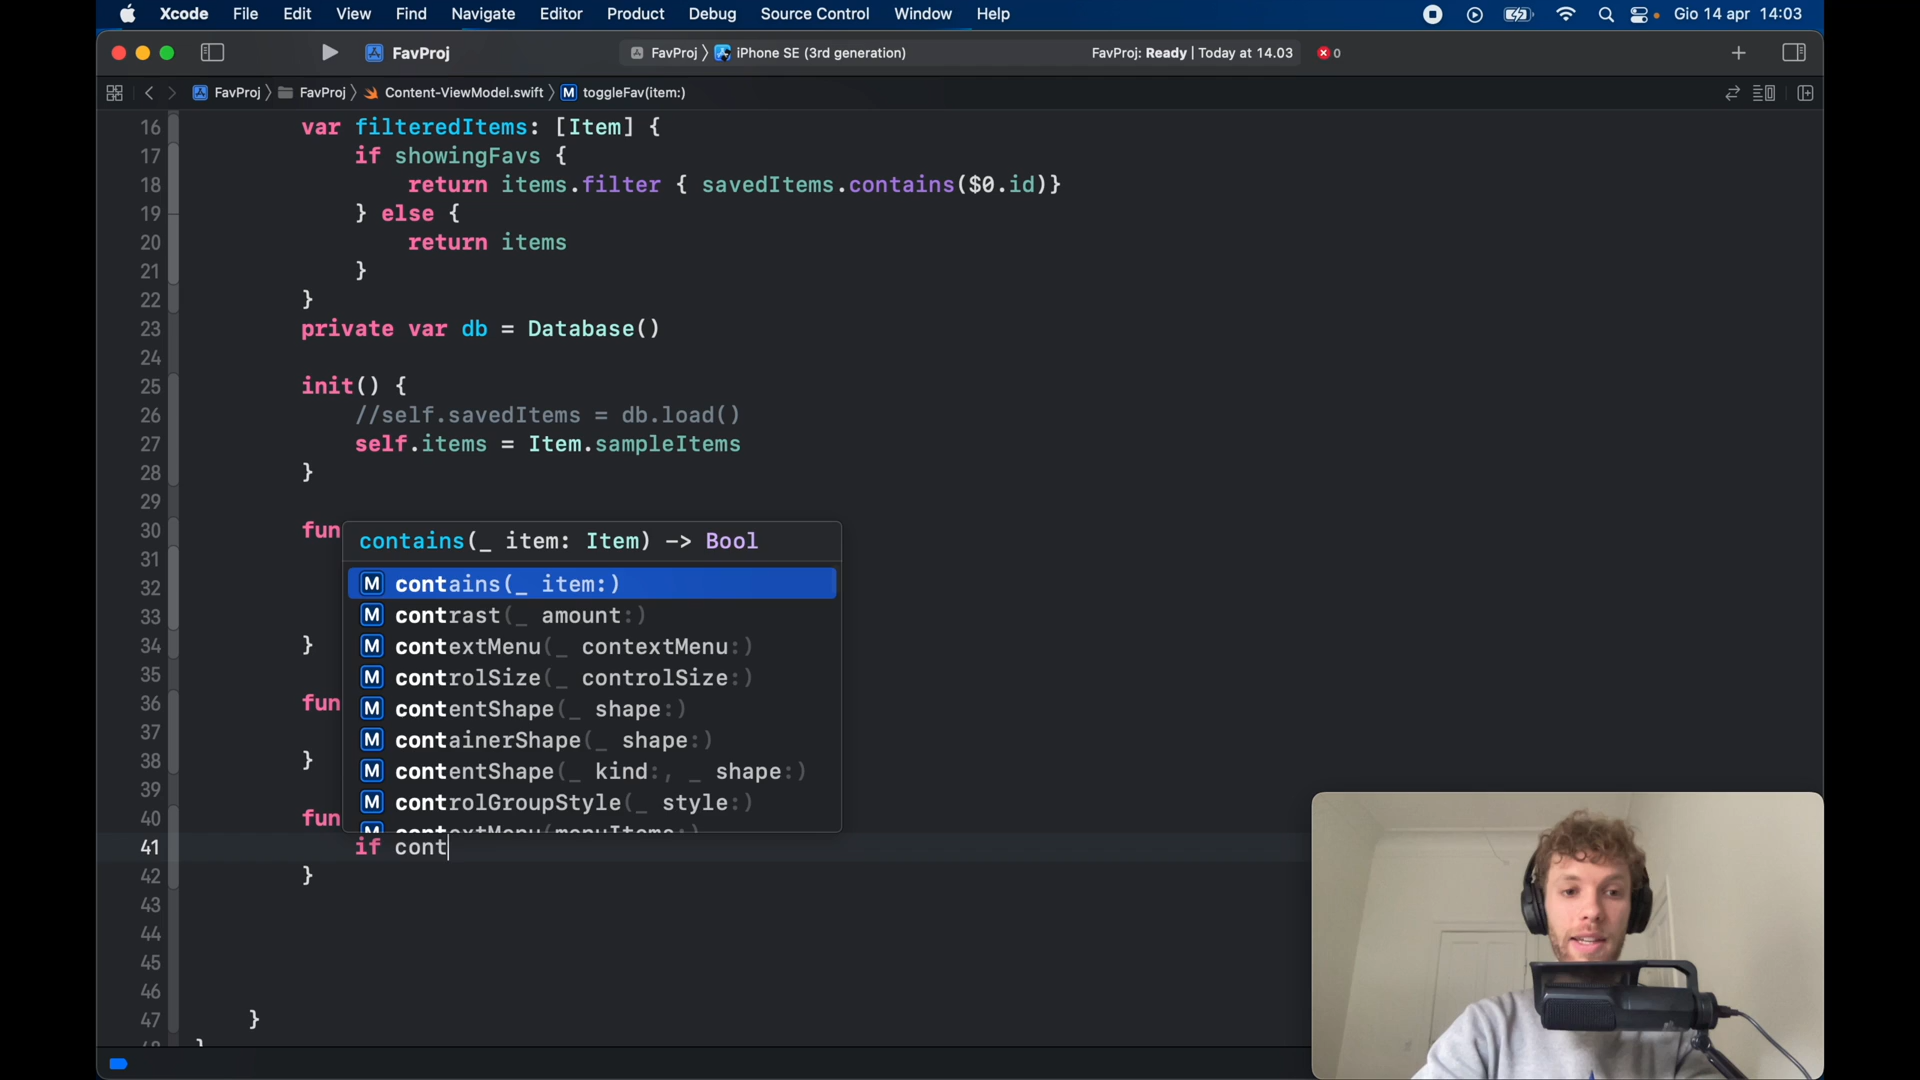 Xcode File Edit View Find Navigate Editor Product Debug Source Control Window Help Gio 14 apr 14:03
FavProj FavProj iPhone SE (3rd generation) FavProj: Ready | Today at 14.03 0
FavProj FavProj Content-ViewModel.swift M toggleFav(item:)
16 var filteredItems: [Item] {
17 if showingFavs {
18 return items.filter { savedItems.contains($0.id)}
19 } else {
20 return items
21 }
22 }
23 private var db = Database()
24
25 init() {
26 //self.savedItems = db.load()
27 self.items = Item.sampleItems
28 }
29
30 fun
contains(_ item: Item) -> Bool
31
M contains(_ item:)
32
M contrast(_ amount:)
33
M contextMenu(_ contextMenu:)
34 }
M controlSize(_ controlSize:)
35
36 fun
M contentShape(_ shape:)
37
M containerShape(_ shape:)
38 }
M contentShape(_ kind:, _ shape:)
39
M controlGroupStyle(_ style:)
40 fun
M contextMenu(menuItems:)
41 if cont
42 }
43
44
45
46
47 }
48 }